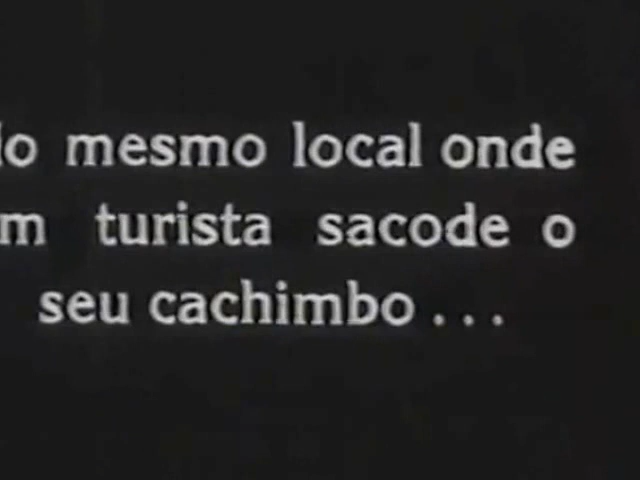 mesmo local onde
turista sacode o
seu cachimbo...